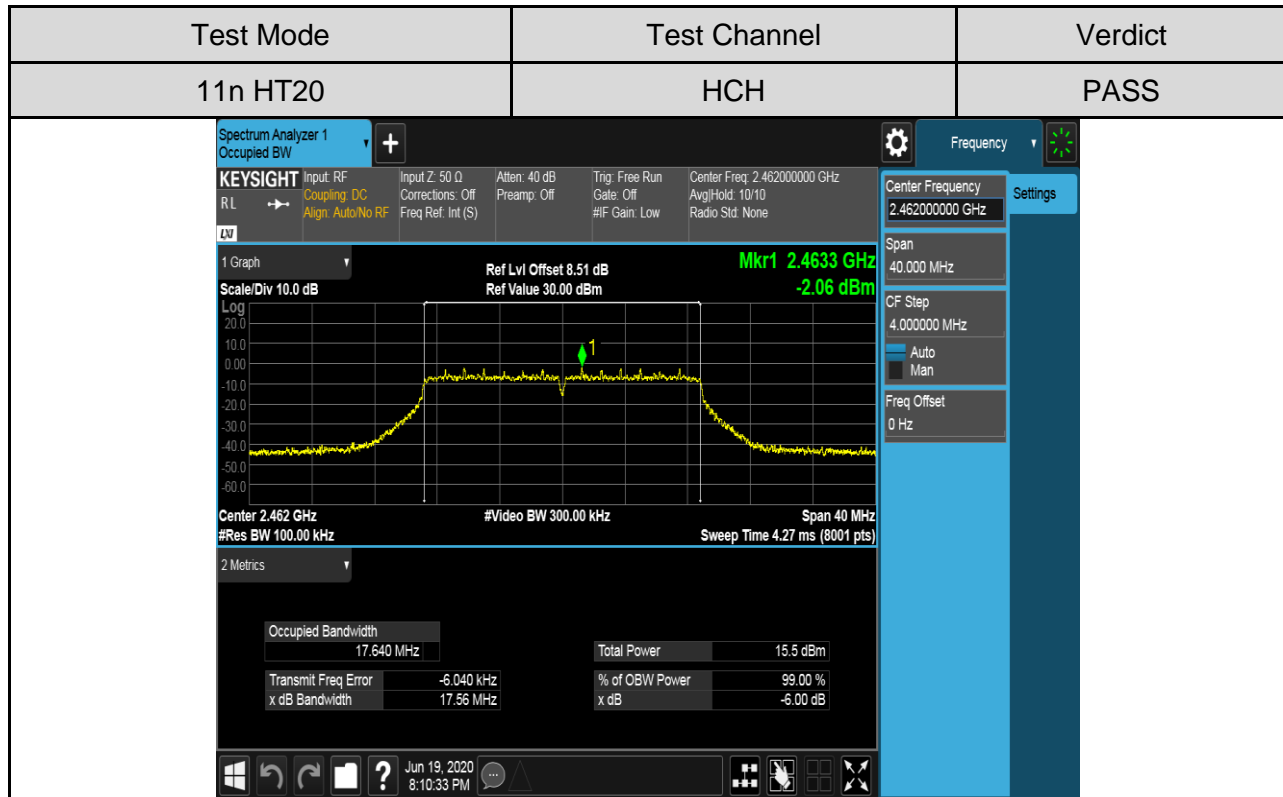 Test Mode Test Channel Verdict
11n HT20 HCH PASS
Spectrum Analyzer 1
Occupied BW
+
Frequency
KEYSIGHT Input: RF Input Z: 50 Ω Atten: 40 dB Trig: Free Run Center Freq: 2.462000000 GHz
RL Coupling: DC Corrections: Off Preamp: Off Gate: Off Avg|Hold: 10/10
Align: Auto/No RF Freq Ref: Int (S) #IF Gain: Low Radio Std: None
LXI
Center Frequency
2.462000000 GHz
Settings
Span
40.000 MHz
CF Step
4.000000 MHz
Auto
Man
Freq Offset
0 Hz
1 Graph
Ref Lvl Offset 8.51 dB Mkr1 2.4633 GHz
Scale/Div 10.0 dB Ref Value 30.00 dBm -2.06 dBm
Log
20.0
10.0
0.00
-10.0
-20.0
-30.0
-40.0
-50.0
-60.0
1
Center 2.462 GHz #Video BW 300.00 kHz Span 40 MHz
#Res BW 100.00 kHz Sweep Time 4.27 ms (8001 pts)
2 Metrics
Occupied Bandwidth
17.640 MHz Total Power 15.5 dBm
Transmit Freq Error -6.040 kHz % of OBW Power 99.00 %
x dB Bandwidth 17.56 MHz x dB -6.00 dB
? Jun 19, 2020
8:10:33 PM